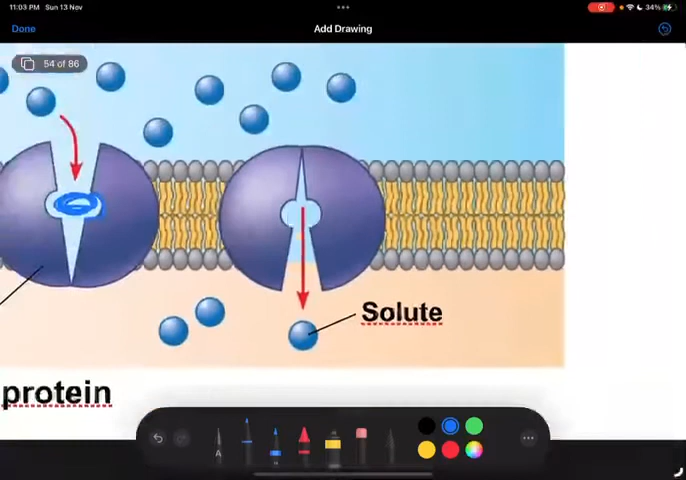 11:03 PM Sun 13 Nov
34%
Done
Add Drawing
54 of 86
Solute
protein
A